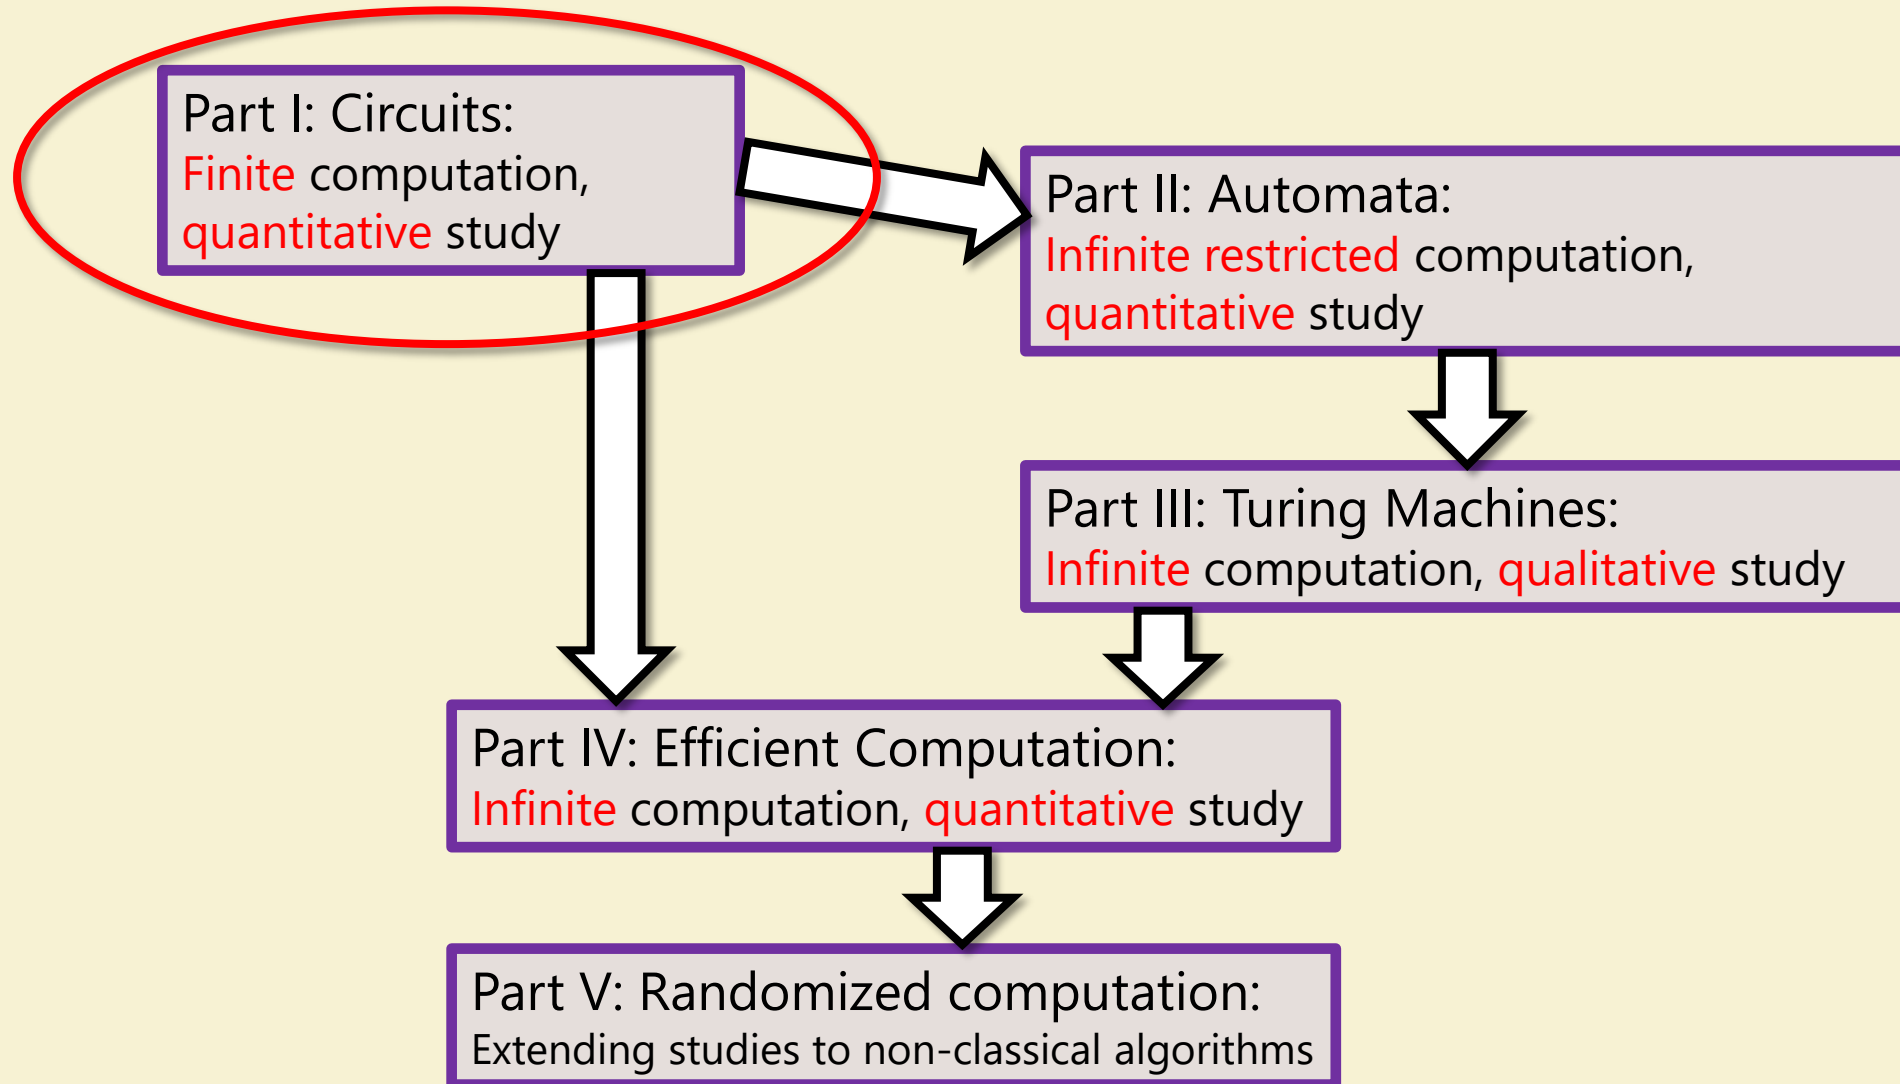 Part I: Circuits:
Finite computation,
quantitative study
Part II: Automata:
Infinite restricted computation,
quantitative study
Part III: Turing Machines:
Infinite computation, qualitative study
Part IV: Efficient Computation:
Infinite computation, quantitative study
Part V: Randomized computation:
Extending studies to non-classical algorithms